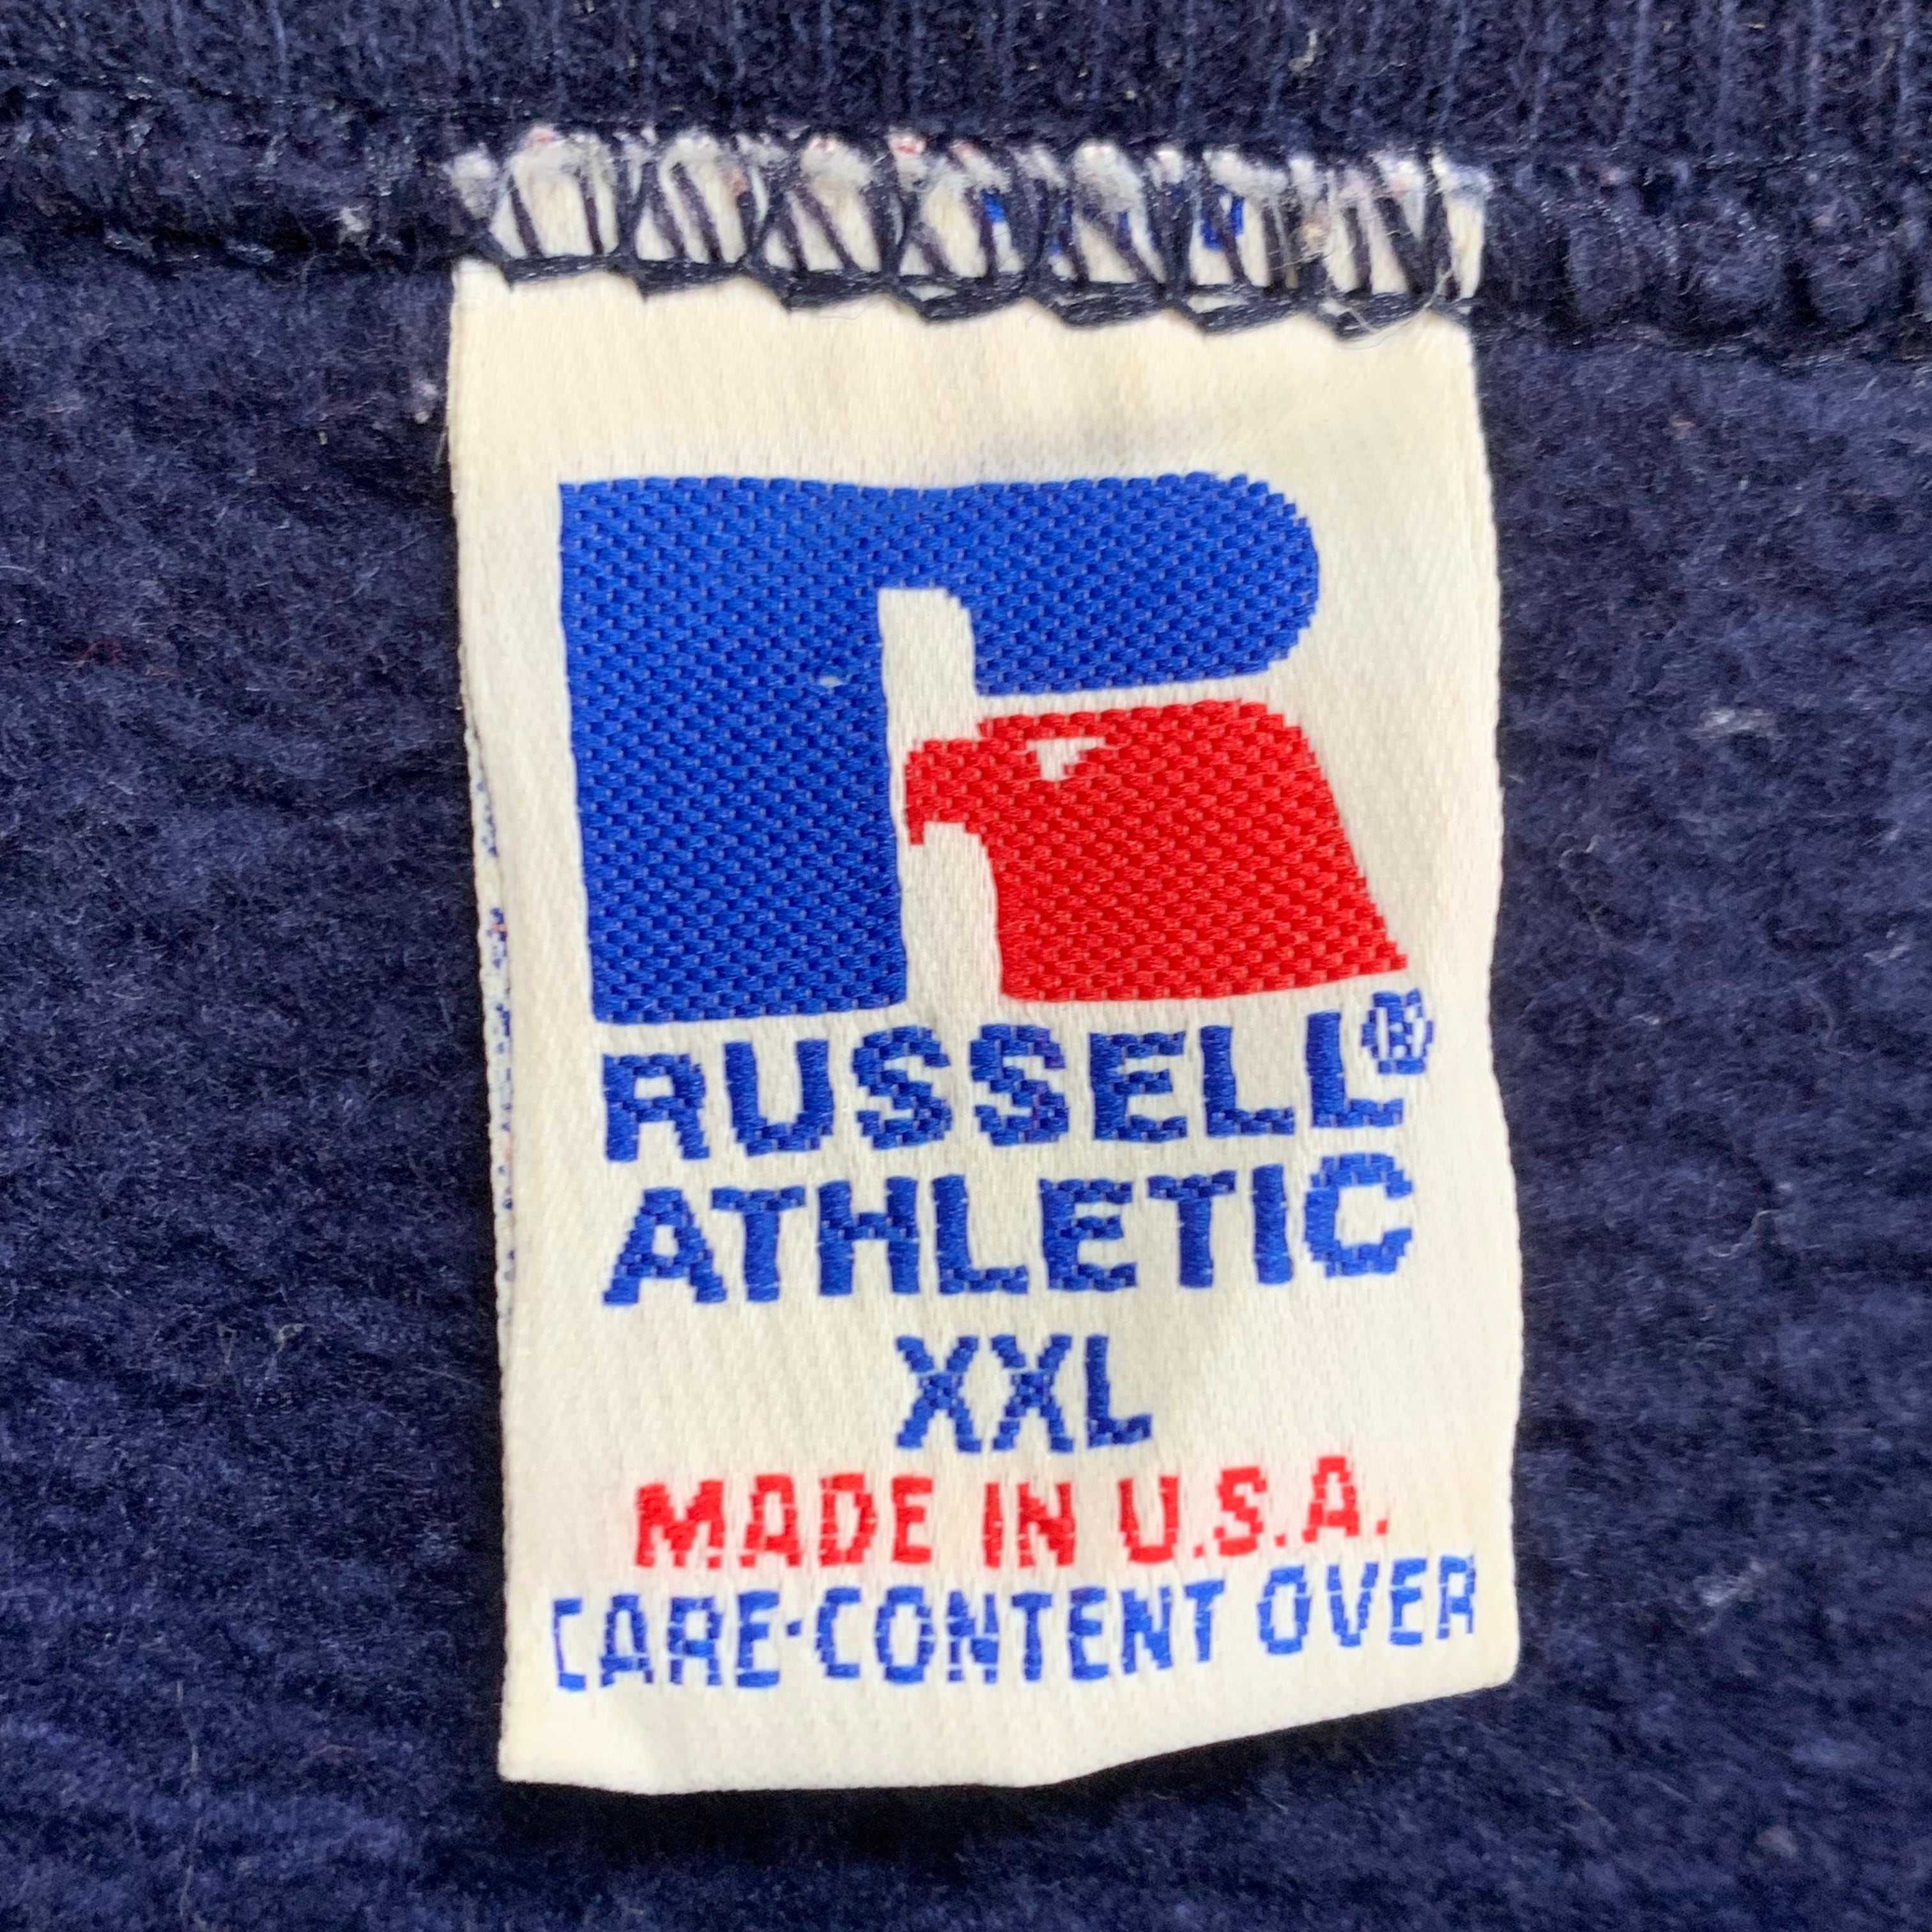 RUSSELL®
ATHLETIC
XXL
MADE IN U.S.A.
CARE·CONTENT OVER